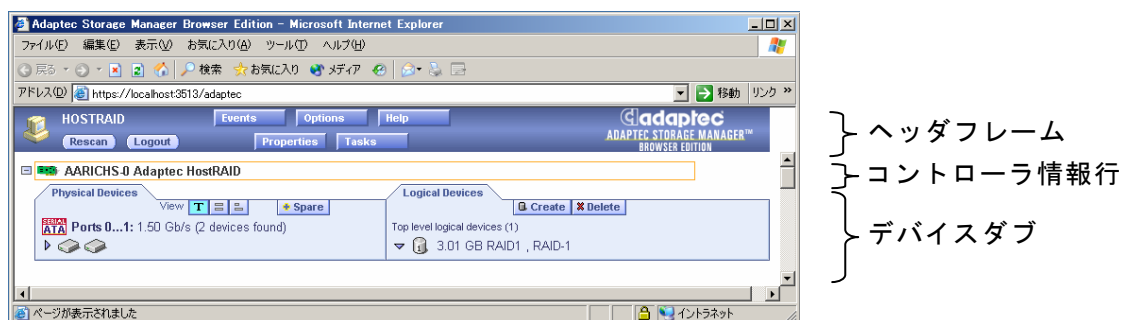 Adaptec Storage Manager Browser Edition - Microsoft Internet Explorer
ファイル(F) 編集(E) 表示(V) お気に入り(A) ツール(T) ヘルプ(H)
戻る 検索 お気に入り メディア
アドレス(D) https://localhost:3513/adaptec 移動 リンク »
HOSTRAID Events Options Help adaptec
Rescan Logout Properties Tasks ADAPTEC STORAGE MANAGER™
BROWSER EDITION
ヘッダフレーム
AARICHS-0 Adaptec HostRAID
コントローラ情報行
Physical Devices Logical Devices
View T + Spare Create Delete
SERIAL ATA Ports 0...1: 1.50 Gb/s (2 devices found) Top level logical devices (1)
3.01 GB RAID1 , RAID-1
デバイスダブ
ページが表示されました イントラネット